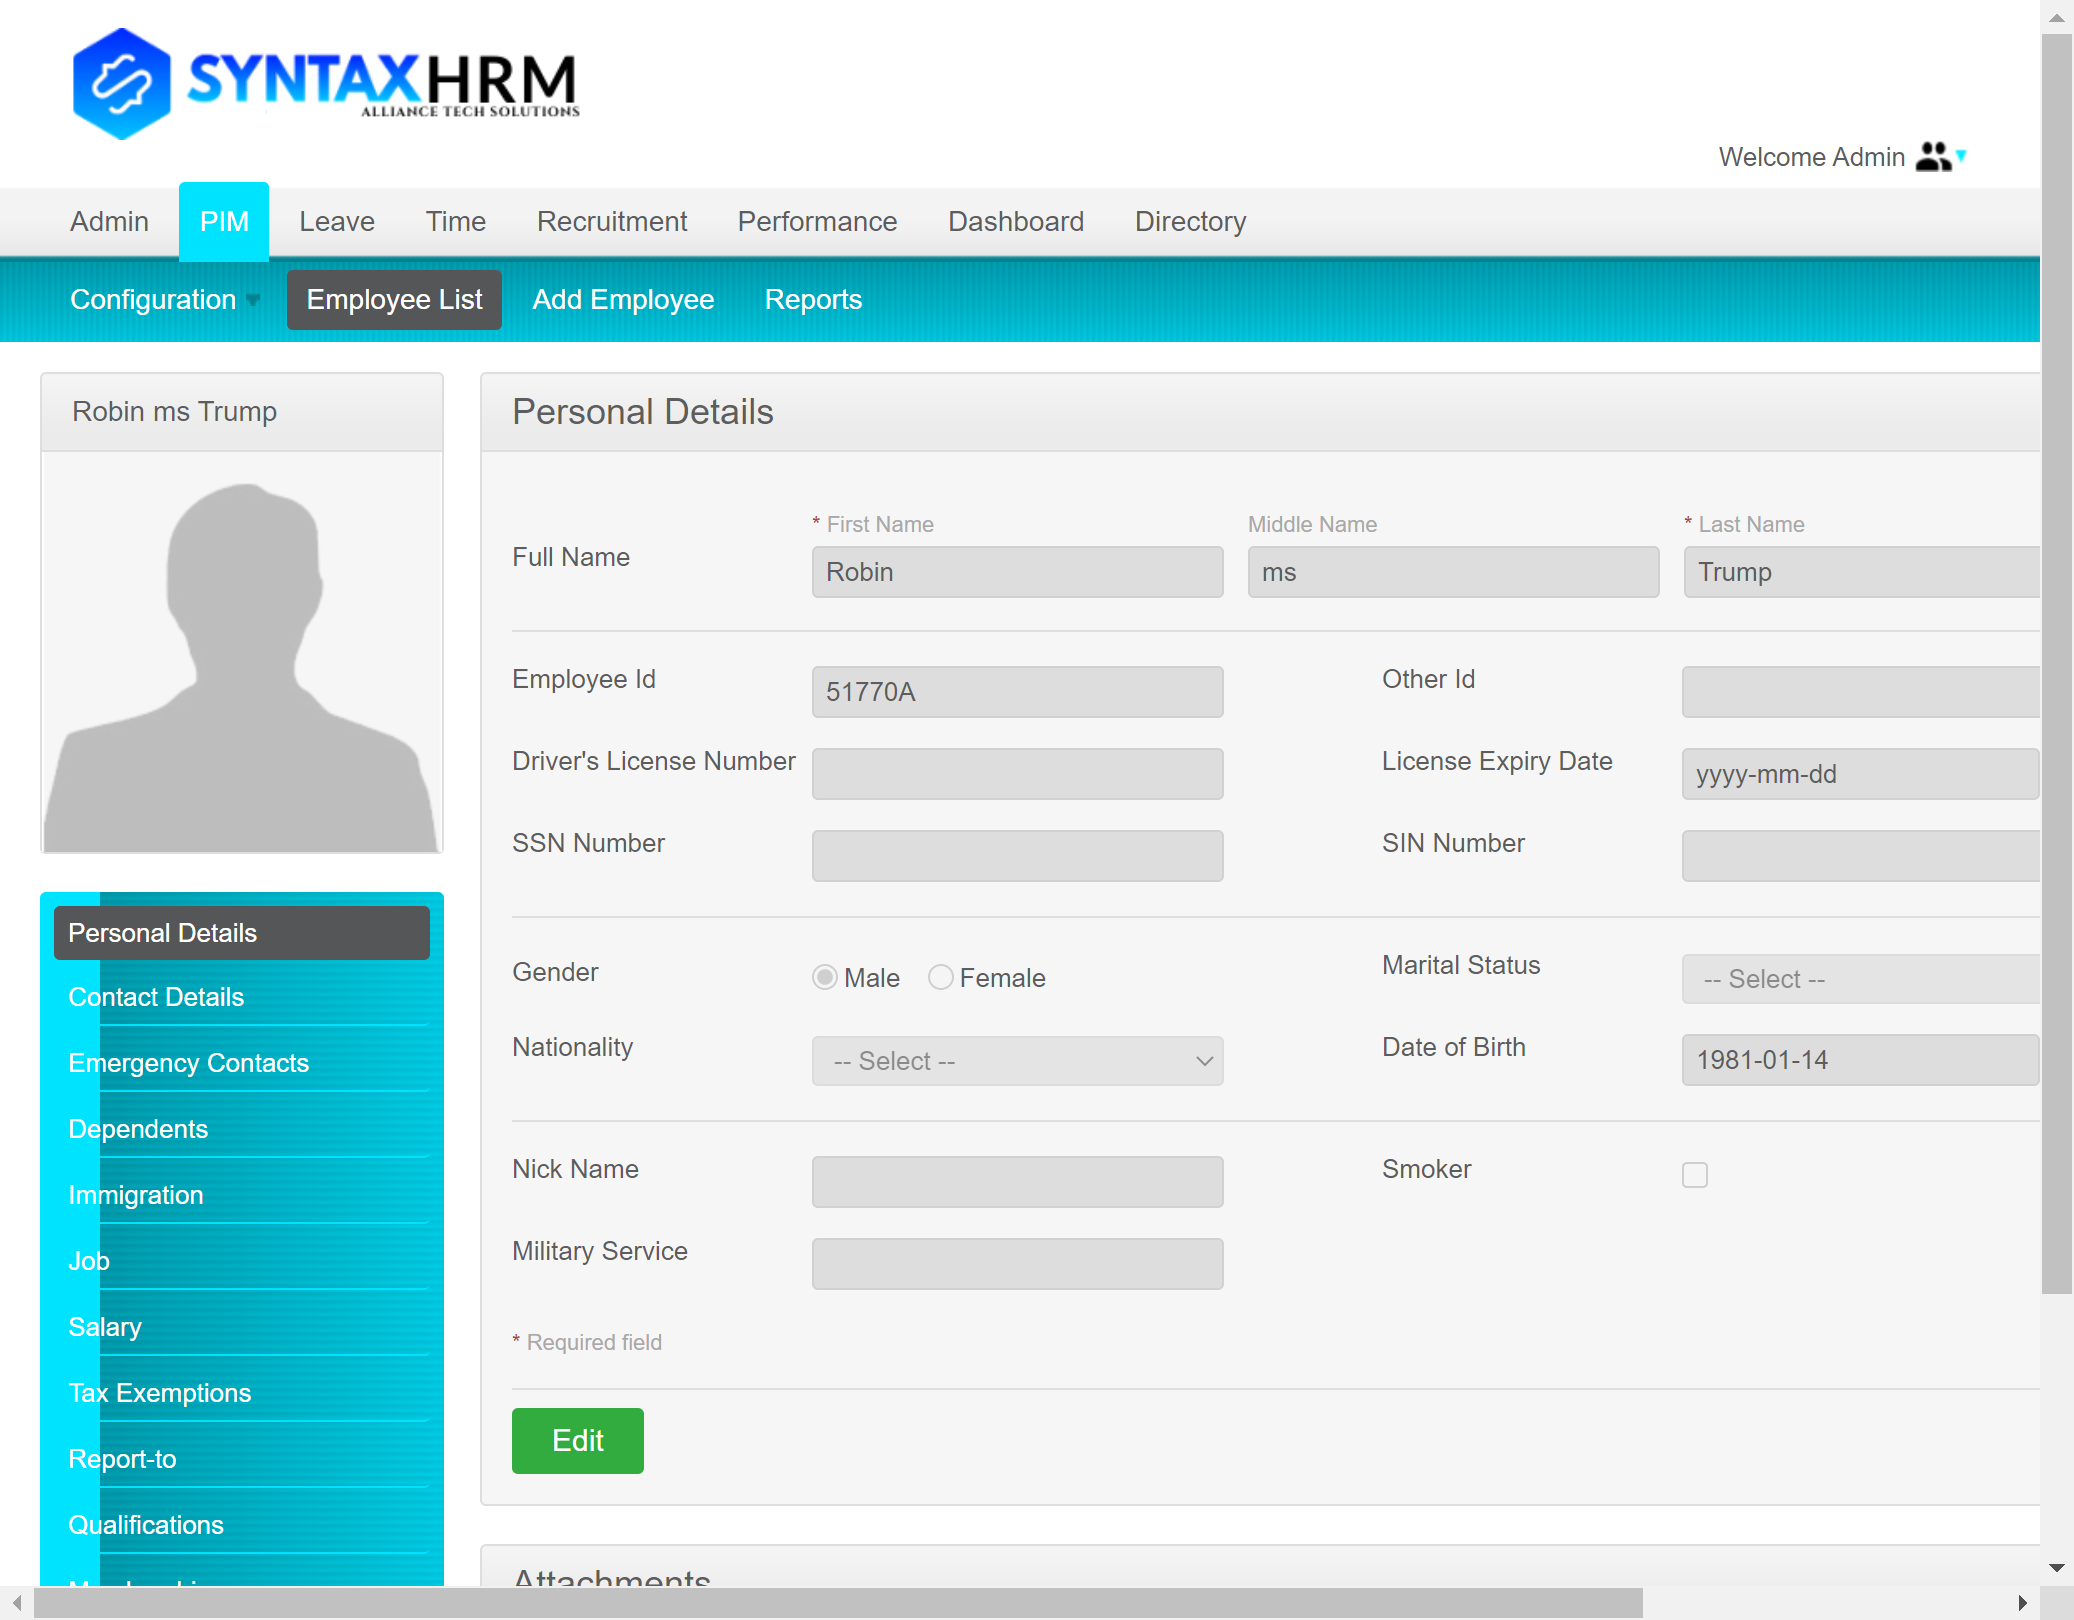 SYNTAXHRM
ALLIANCE TECH SOLUTIONS
Welcome Admin
Admin PIM Leave Time Recruitment Performance Dashboard Directory
Configuration Employee List Add Employee Reports
Robin ms Trump
Personal Details
Contact Details
Emergency Contacts
Dependents
Immigration
Job
Salary
Tax Exemptions
Report-to
Qualifications
Personal Details
* First Name Middle Name * Last Name
Full Name Robin ms Trump
Employee Id 51770A Other Id
Driver's License Number License Expiry Date yyyy-mm-dd
SSN Number SIN Number
Gender Male Female Marital Status -- Select --
Nationality -- Select -- Date of Birth 1981-01-14
Nick Name Smoker
Military Service
* Required field
Edit
Attachments